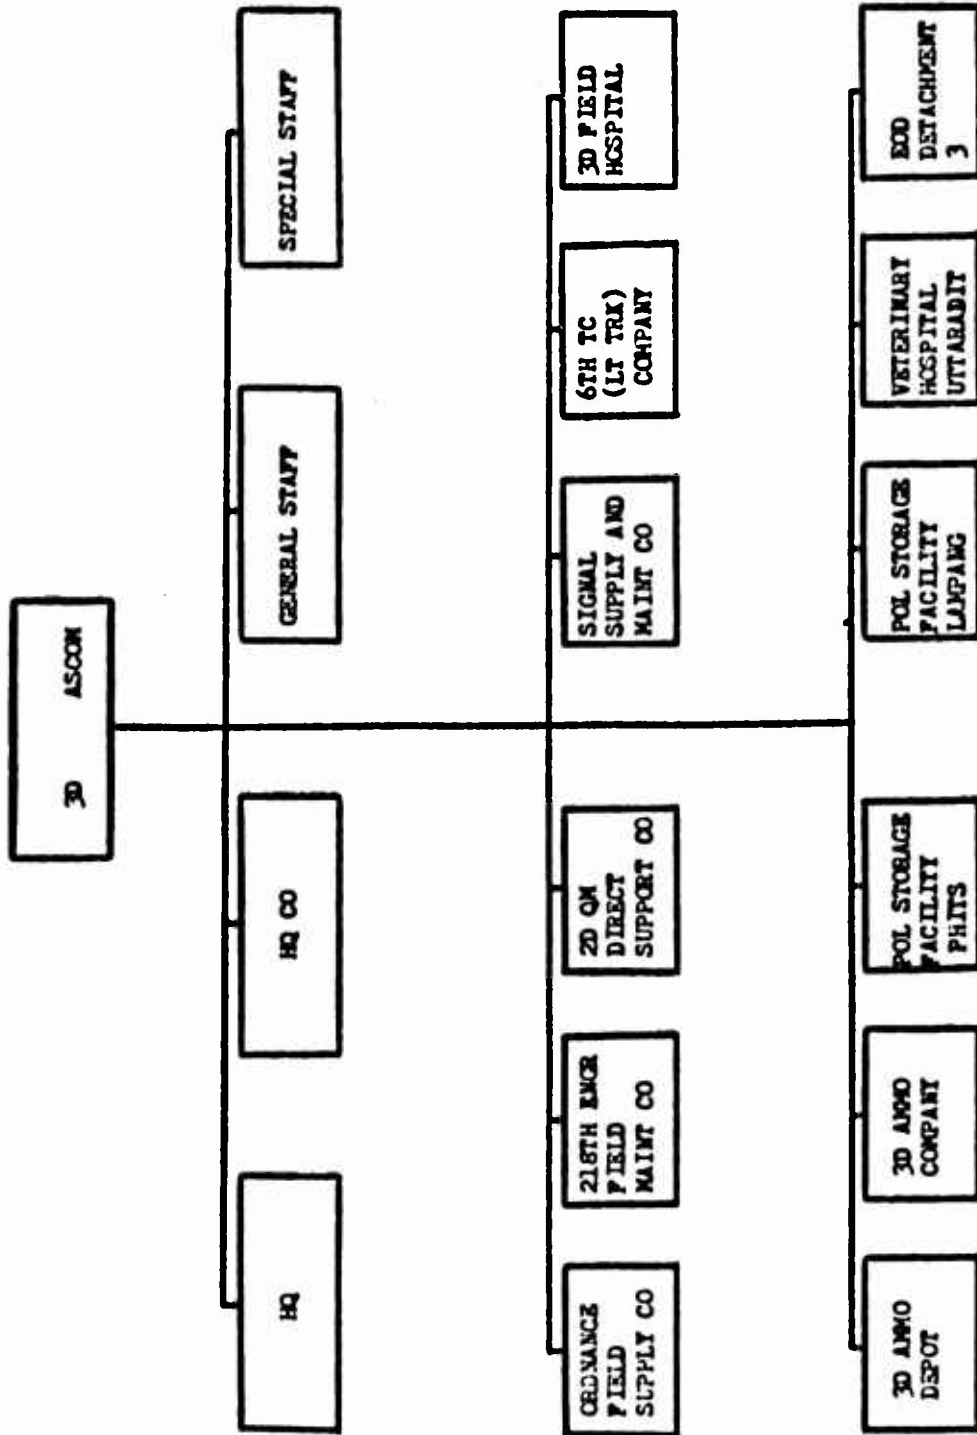 3D ASCOM
HQ
HQ CO
GENERAL STAFF
SPECIAL STAFF
ORDNANCE
FIELD
SUPPLY CO
218TH ENGR
FIELD
MAINT CO
2D QM
DIRECT
SUPPORT CO
SIGNAL
SUPPLY AND
MAINT CO
6TH TC
(LT TRK)
COMPANY
3D FIELD
HOSPITAL
3D AMMO
DEPOT
3D AMMO
COMPANY
POL STORAGE
FACILITY
PHITS
POL STORAGE
FACILITY
LAMPANG
VETERINARY
HOSPITAL
UTTARADIT
EOD
DETACHMENT
3